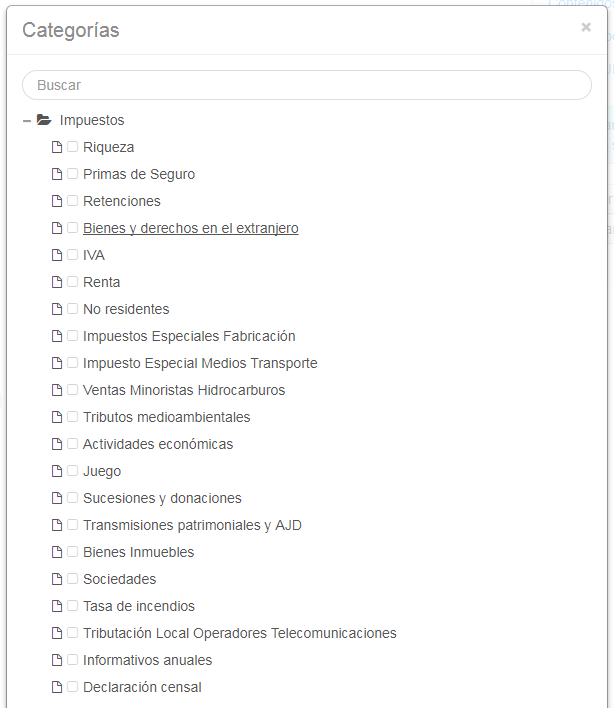 Categorías
×
Buscar
Impuestos
Riqueza
Primas de Seguro
Retenciones
Bienes y derechos en el extranjero
IVA
Renta
No residentes
Impuestos Especiales Fabricación
Impuesto Especial Medios Transporte
Ventas Minoristas Hidrocarburos
Tributos medioambientales
Actividades económicas
Juego
Sucesiones y donaciones
Transmisiones patrimoniales y AJD
Bienes Inmuebles
Sociedades
Tasa de incendios
Tributación Local Operadores Telecomunicaciones
Informativos anuales
Declaración censal